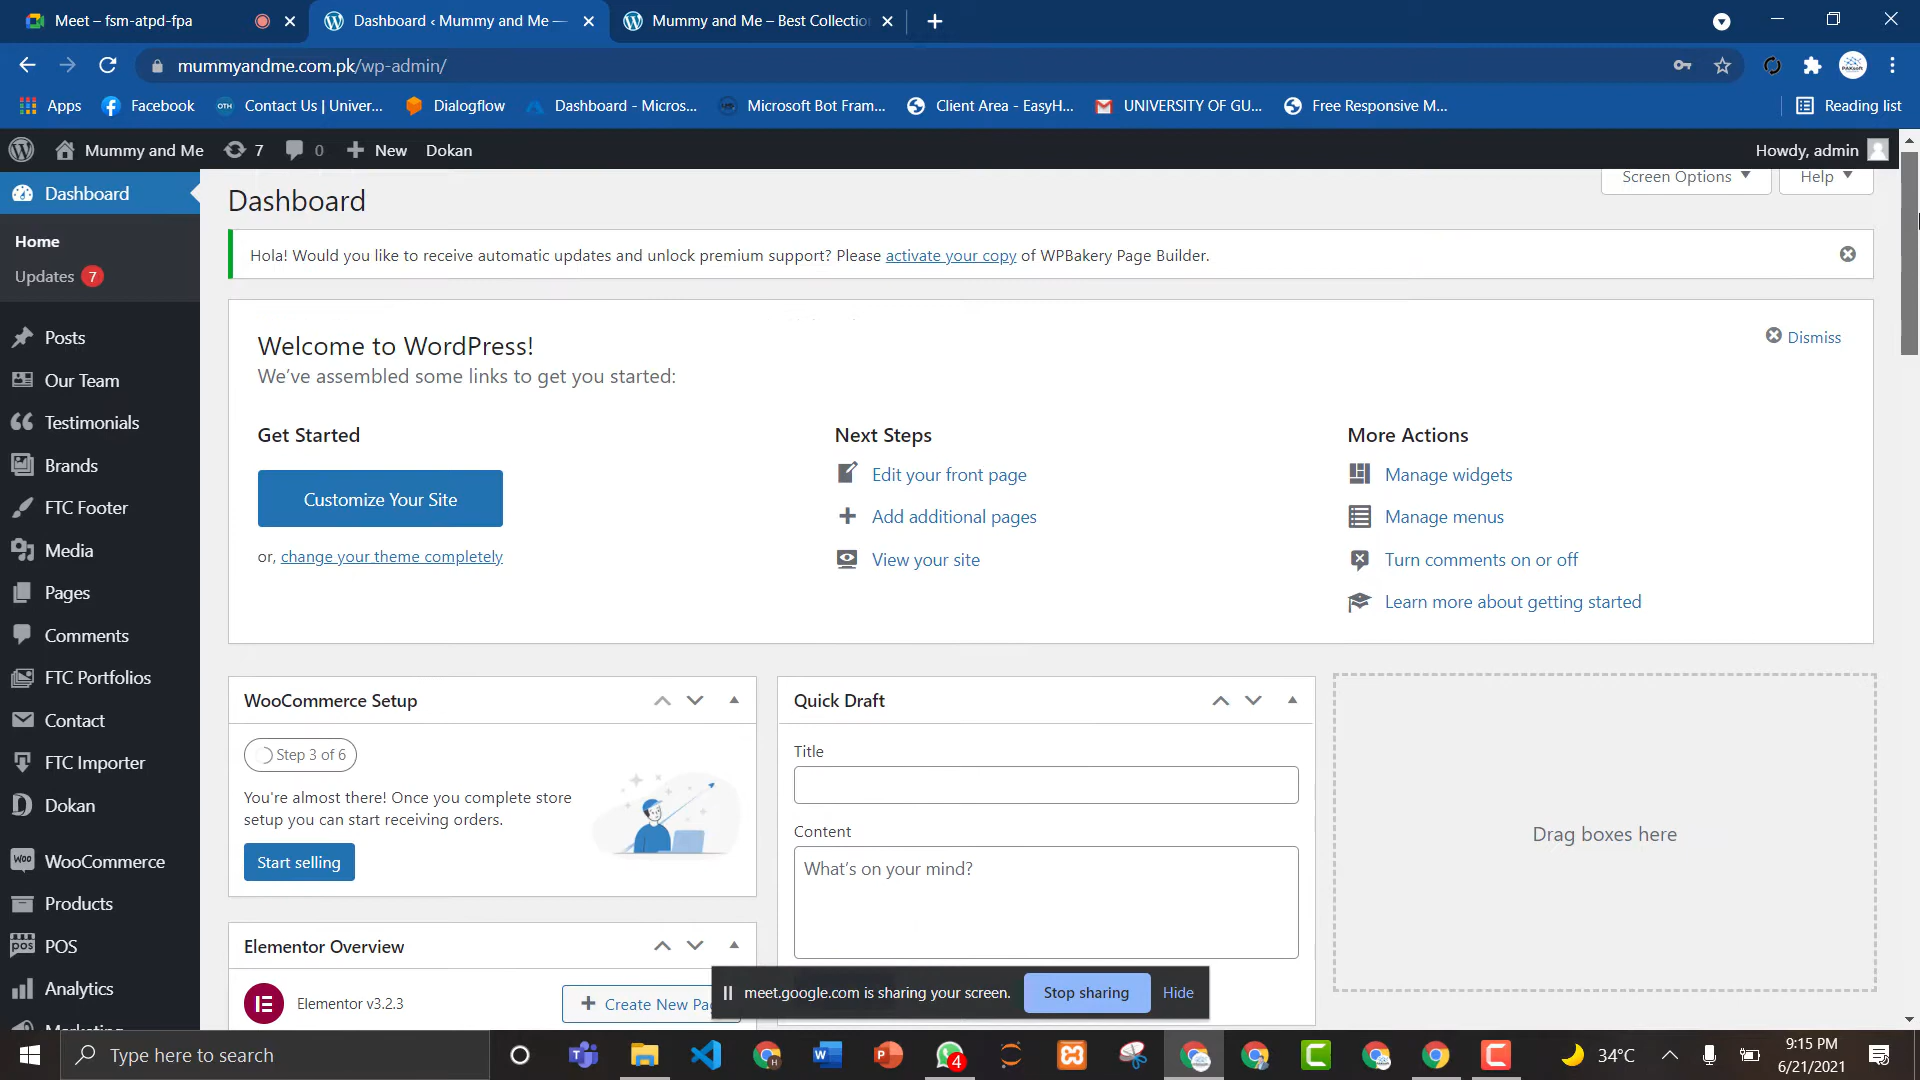 Meet – fsm-atpd-fpa
Dashboard ‹ Mummy and Me —
Mummy and Me – Best Collection
mummyandme.com.pk/wp-admin/
Apps
Facebook
Contact Us | Univer...
Dialogflow
Dashboard - Micros...
Microsoft Bot Fram...
Client Area - EasyH...
UNIVERSITY OF GU...
Free Responsive M...
Reading list
Mummy and Me
7
0
New
Dokan
Howdy, admin
Dashboard
Home
Updates 7
Posts
Our Team
Testimonials
Brands
FTC Footer
Media
Pages
Comments
FTC Portfolios
Contact
FTC Importer
Dokan
WooCommerce
Products
POS
Analytics
Dashboard
Screen Options
Help
Hola! Would you like to receive automatic updates and unlock premium support? Please activate your copy of WPBakery Page Builder.
Welcome to WordPress!
Dismiss
We've assembled some links to get you started:
Get Started
Customize Your Site
or, change your theme completely
Next Steps
Edit your front page
Add additional pages
View your site
More Actions
Manage widgets
Manage menus
Turn comments on or off
Learn more about getting started
WooCommerce Setup
Step 3 of 6
You're almost there! Once you complete store
setup you can start receiving orders.
Start selling
Elementor Overview
Elementor v3.2.3
Create New Pag
Quick Draft
Title
Content
What's on your mind?
Drag boxes here
meet.google.com is sharing your screen.
Stop sharing
Hide
Type here to search
4
34°C
9:15 PM
6/21/2021